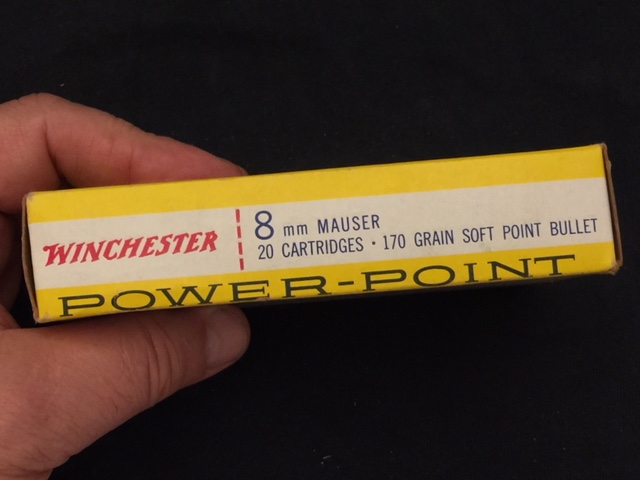 WINCHESTER
8 mm MAUSER
20 CARTRIDGES · 170 GRAIN SOFT POINT BULLET
POWER-POINT